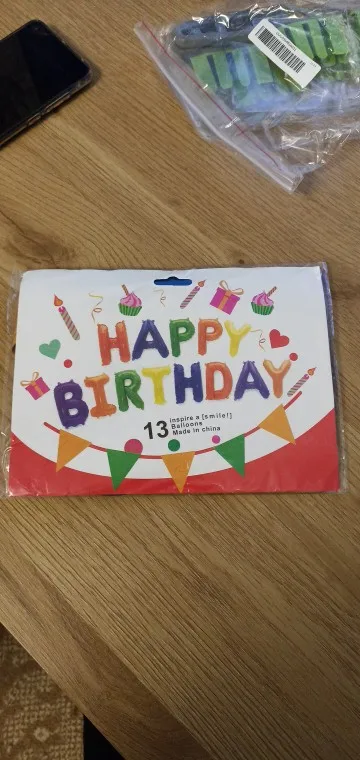 HAPPY
BIRTHDAY
13
inspire a [smile!]
Balloons
Made in china